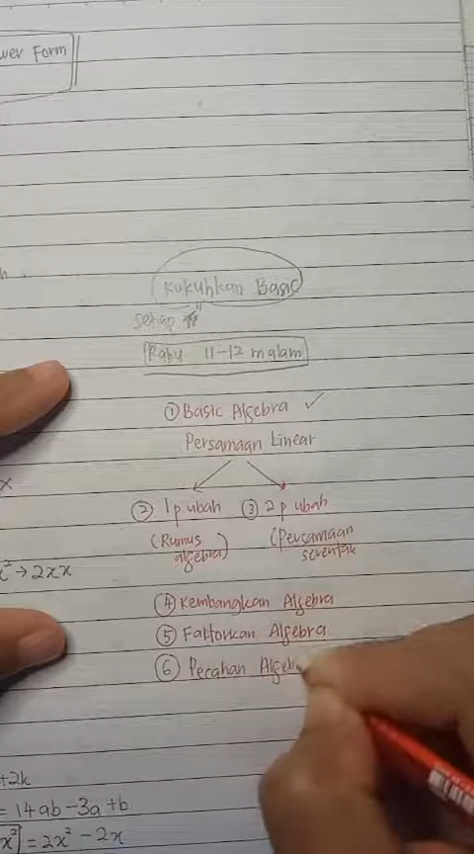 wer Form
Kukuhkan Basic
setiap
Rabu 11-12 malam
① Basic Algebra ✓
Persamaan Linear
② 1 p.ubah ③ 2 p ubah
(Rumus algebra) (Persamaan serentak
④ Kembangkan Algebra
⑤ Faktorkan Algebra
⑥ Pecahan Algeb
x
x² → 2xx
+2k
= 14ab - 3a + b
x² = 2x² - 2x